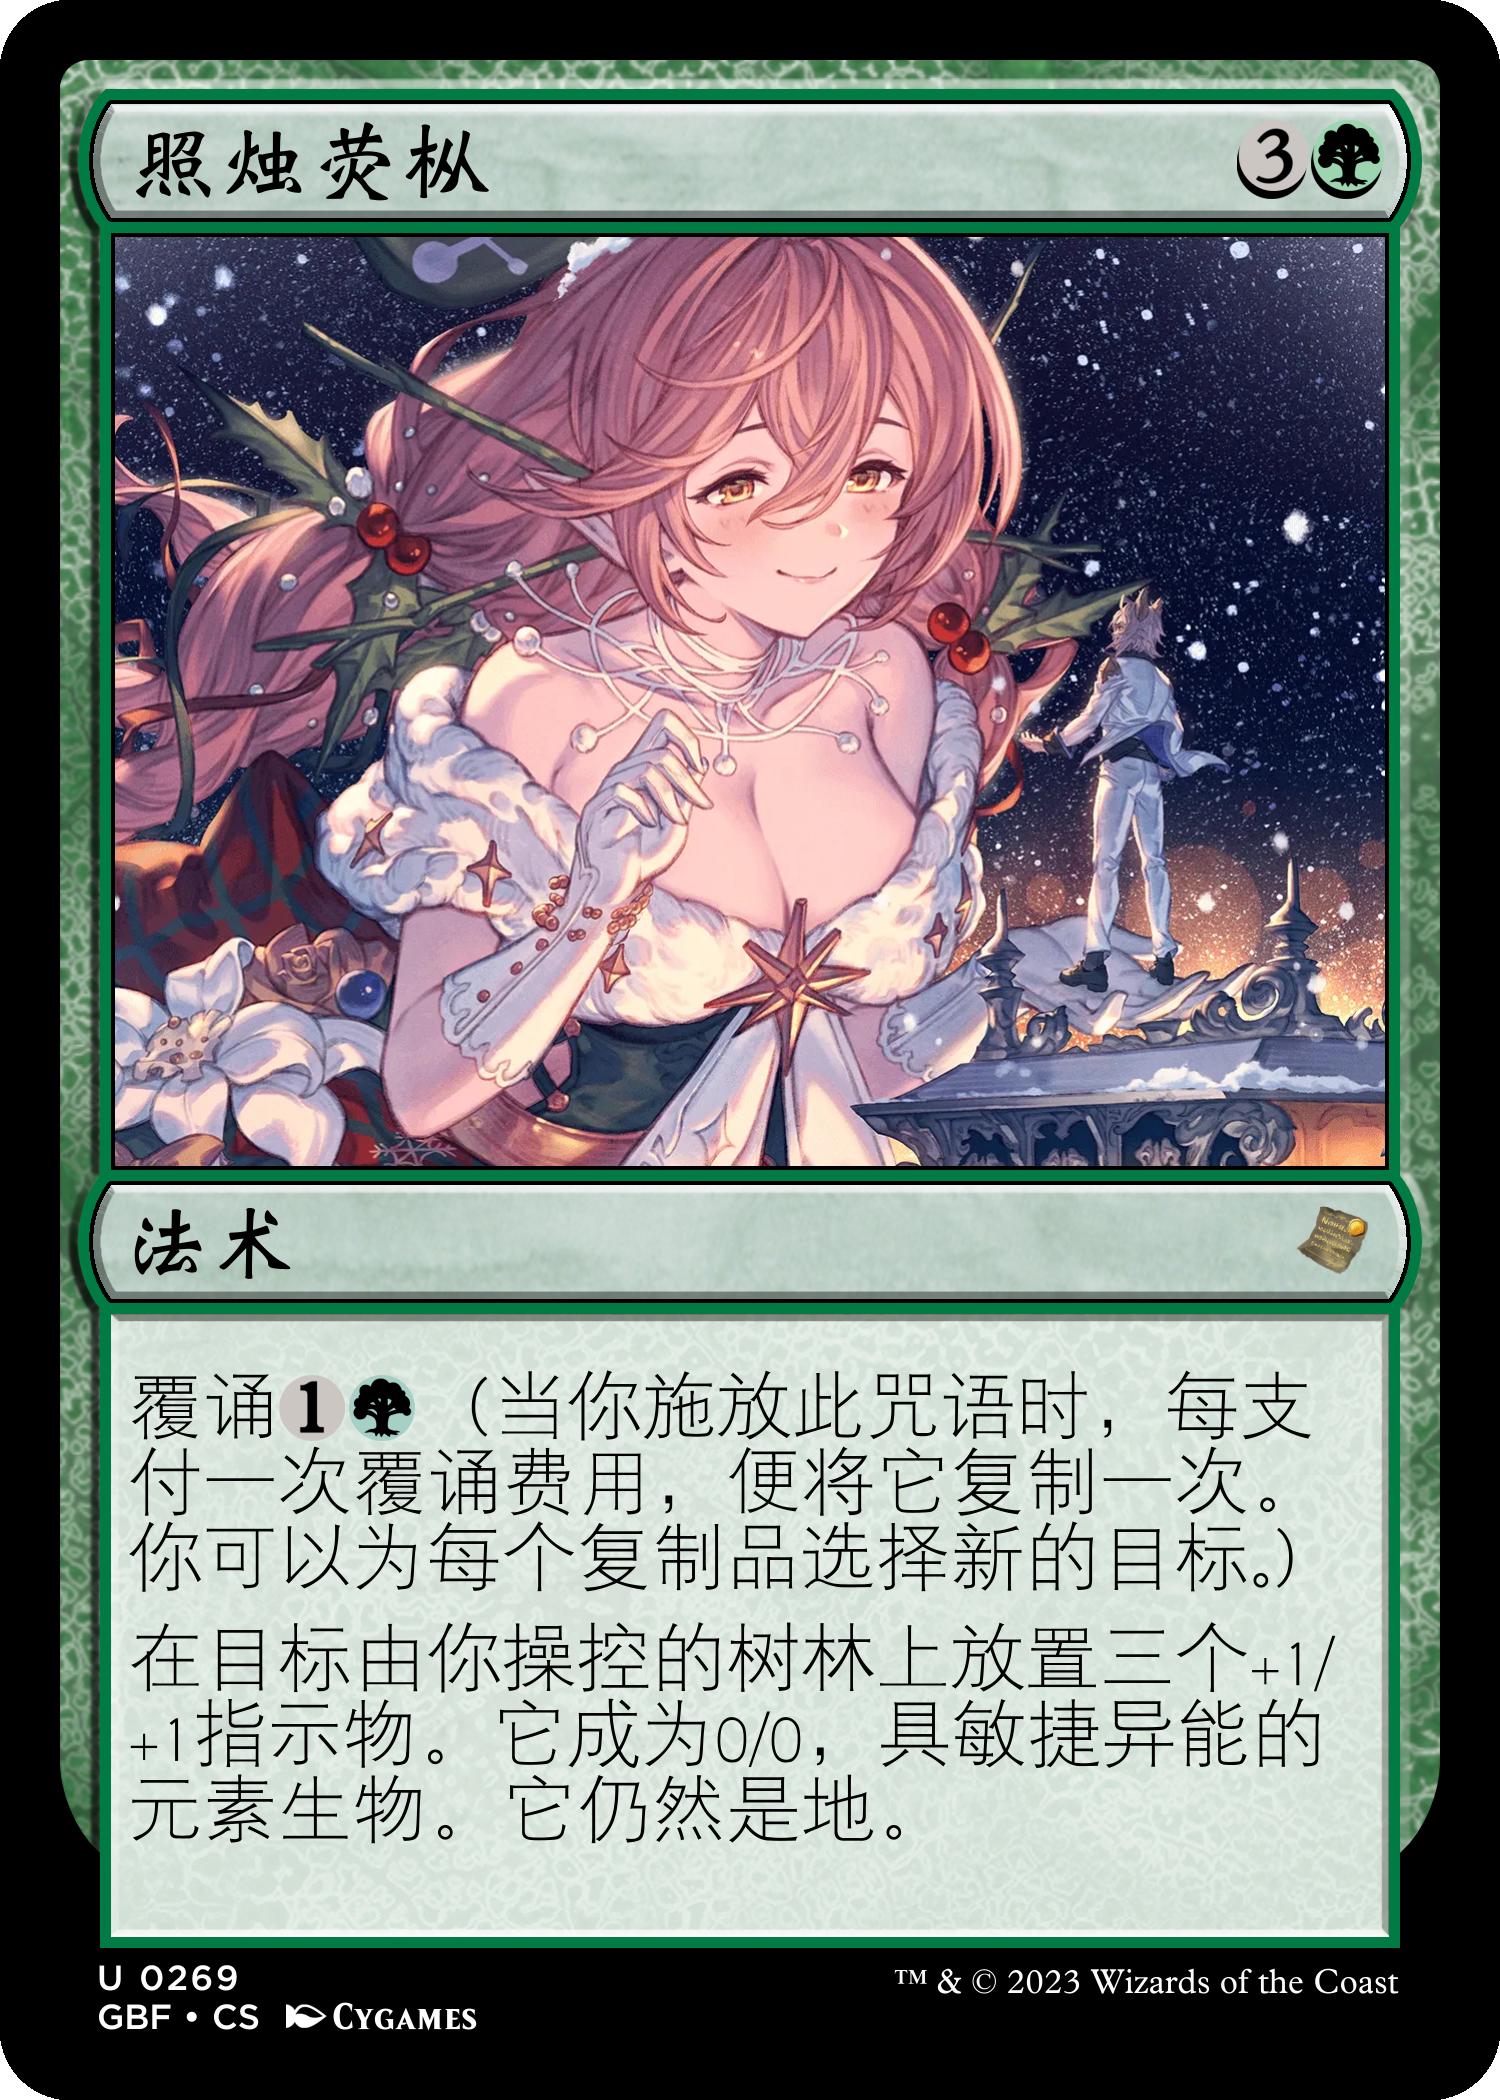 照烛荧枞
3
法术
覆诵1（当你施放此咒语时，每支
付一次覆诵费用，便将它复制一次。
你可以为每个复制品选择新的目标。）
在目标由你操控的树林上放置三个+1/
+1指示物。它成为0/0，具敏捷异能的
元素生物。它仍然是地。
U 0269
GBF • CS CYGAMES
™ & © 2023 Wizards of the Coast